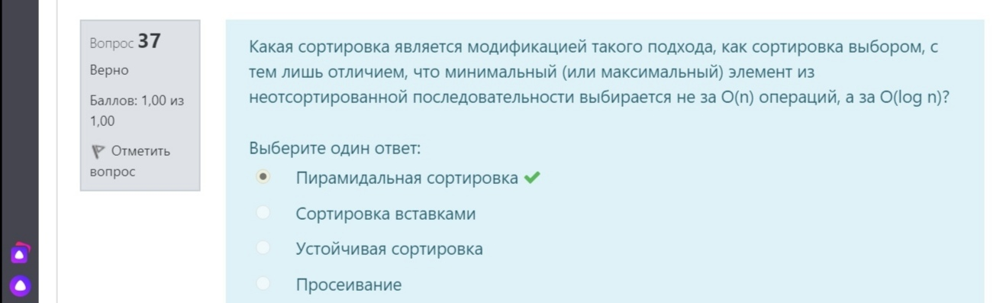 Вопрос 37
Верно
Баллов: 1,00 из
1,00
Отметить
вопрос
Какая сортировка является модификацией такого подхода, как сортировка выбором, с
тем лишь отличием, что минимальный (или максимальный) элемент из
неотсортированной последовательности выбирается не за O(n) операций, а за O(log n)?
Выберите один ответ:
Пирамидальная сортировка
Сортировка вставками
Устойчивая сортировка
Просеивание